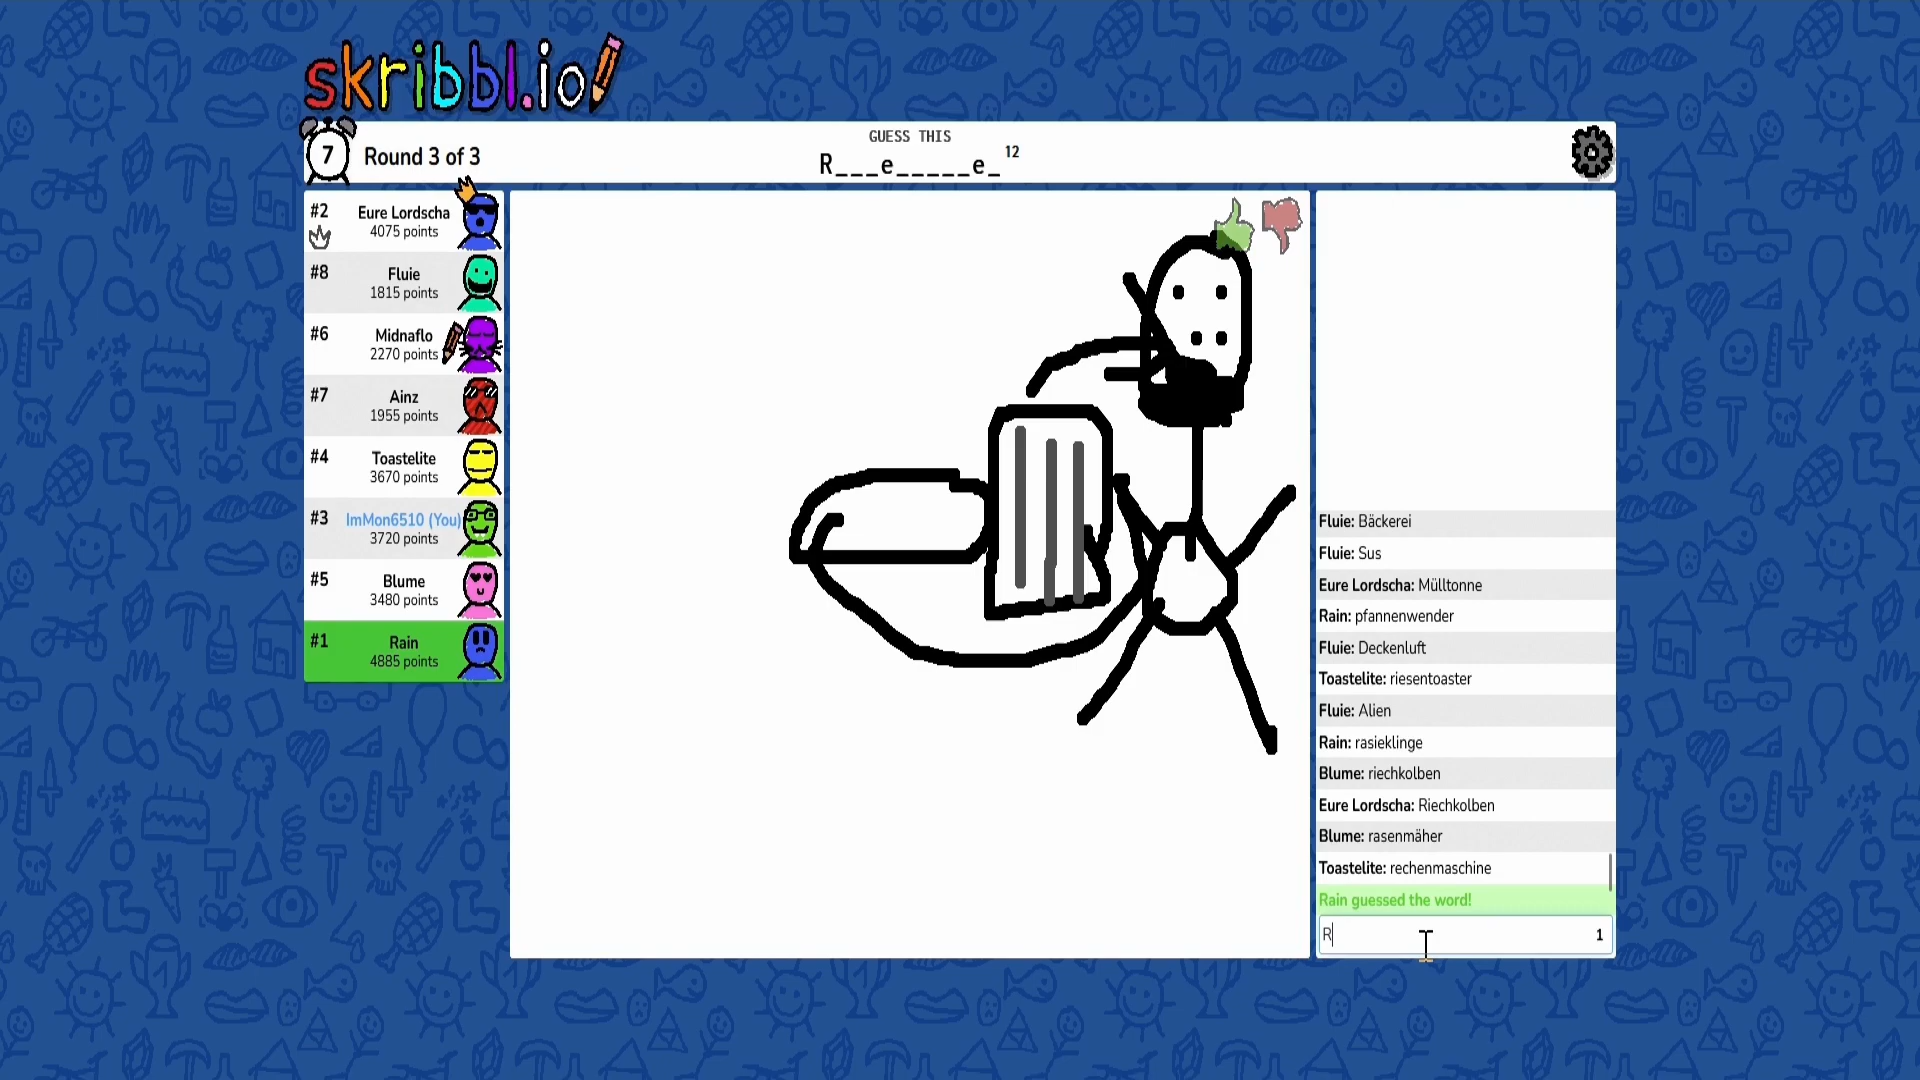 skribbl.io
7
Round 3 of 3
GUESS THIS
R___e_____e_ 12
#2
Eure Lordscha
4075 points
#8
Fluie
1815 points
#6
Midnaflo
2270 points
#7
Ainz
1955 points
#4
Toastelite
3670 points
#3
ImMon6510 (You)
3720 points
#5
Blume
3480 points
#1
Rain
4885 points
Fluie: Bäckerei
Fluie: Sus
Eure Lordscha: Mülltonne
Rain: pfannenwender
Fluie: Deckenluft
Toastelite: riesentoaster
Fluie: Alien
Rain: rasieklinge
Blume: riechkolben
Eure Lordscha: Riechkolben
Blume: rasenmäher
Toastelite: rechenmaschine
Rain guessed the word!
R 1